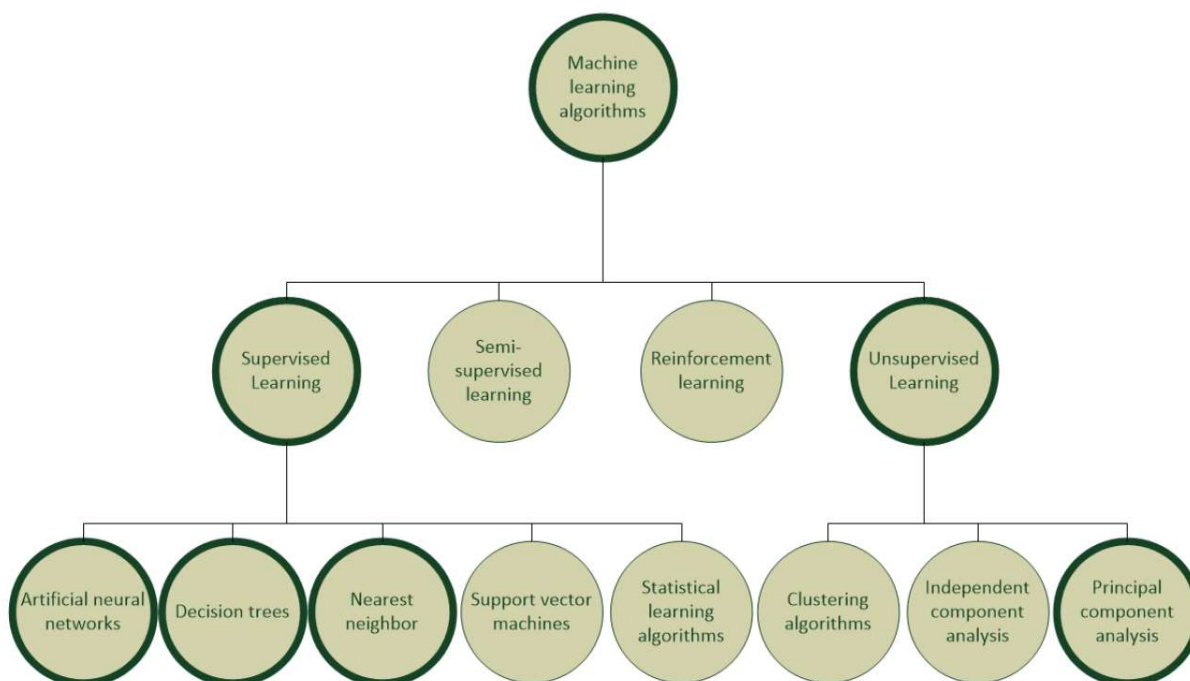 Machine
learning
algorithms
Supervised
Learning
Semi-
supervised
learning
Reinforcement
learning
Unsupervised
Learning
Artificial neural
networks
Decision trees
Nearest
neighbor
Support vector
machines
Statistical
learning
algorithms
Clustering
algorithms
Independent
component
analysis
Principal
component
analysis